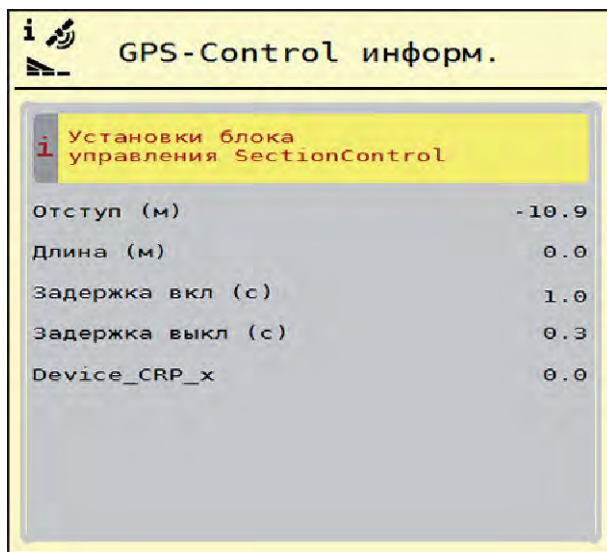 i
GPS-Control информ.
i
Установки блока
управления SectionControl
Отступ (м) -10.9
Длина (м) 0.0
Задержка вкл (с) 1.0
Задержка выкл (с) 0.3
Device_CRP_x 0.0